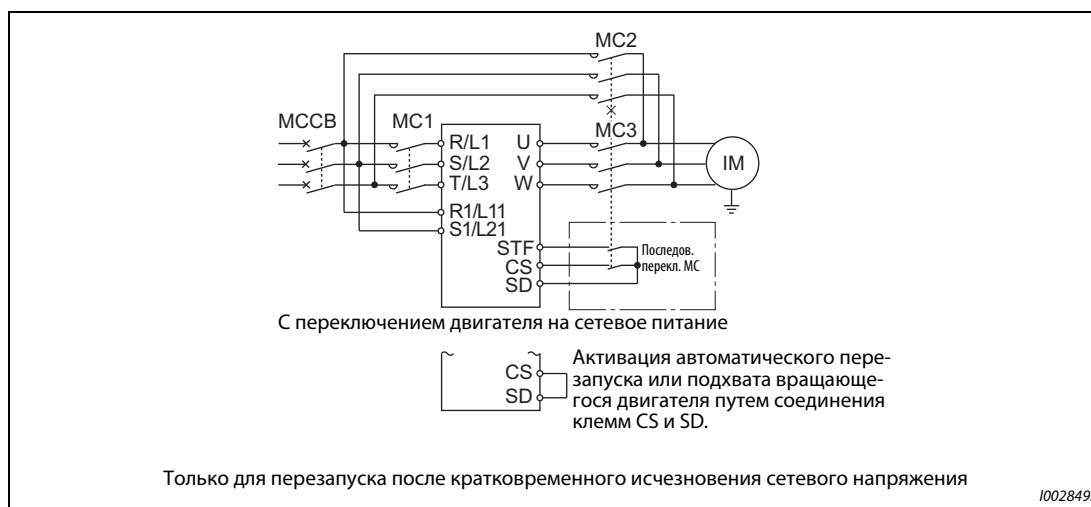 MC2
MCCB MC1 MC3
R/L1 U
S/L2 V IM
T/L3 W
R1/L11
S1/L21
STF Последов.
CS перекл. МС
SD
С переключением двигателя на сетевое питание
CS Активация автоматического пере-
запуска или подхвата вращающе-
SD гося двигателя путем соединения
клемм CS и SD.
Только для перезапуска после кратковременного исчезновения сетевого напряжения